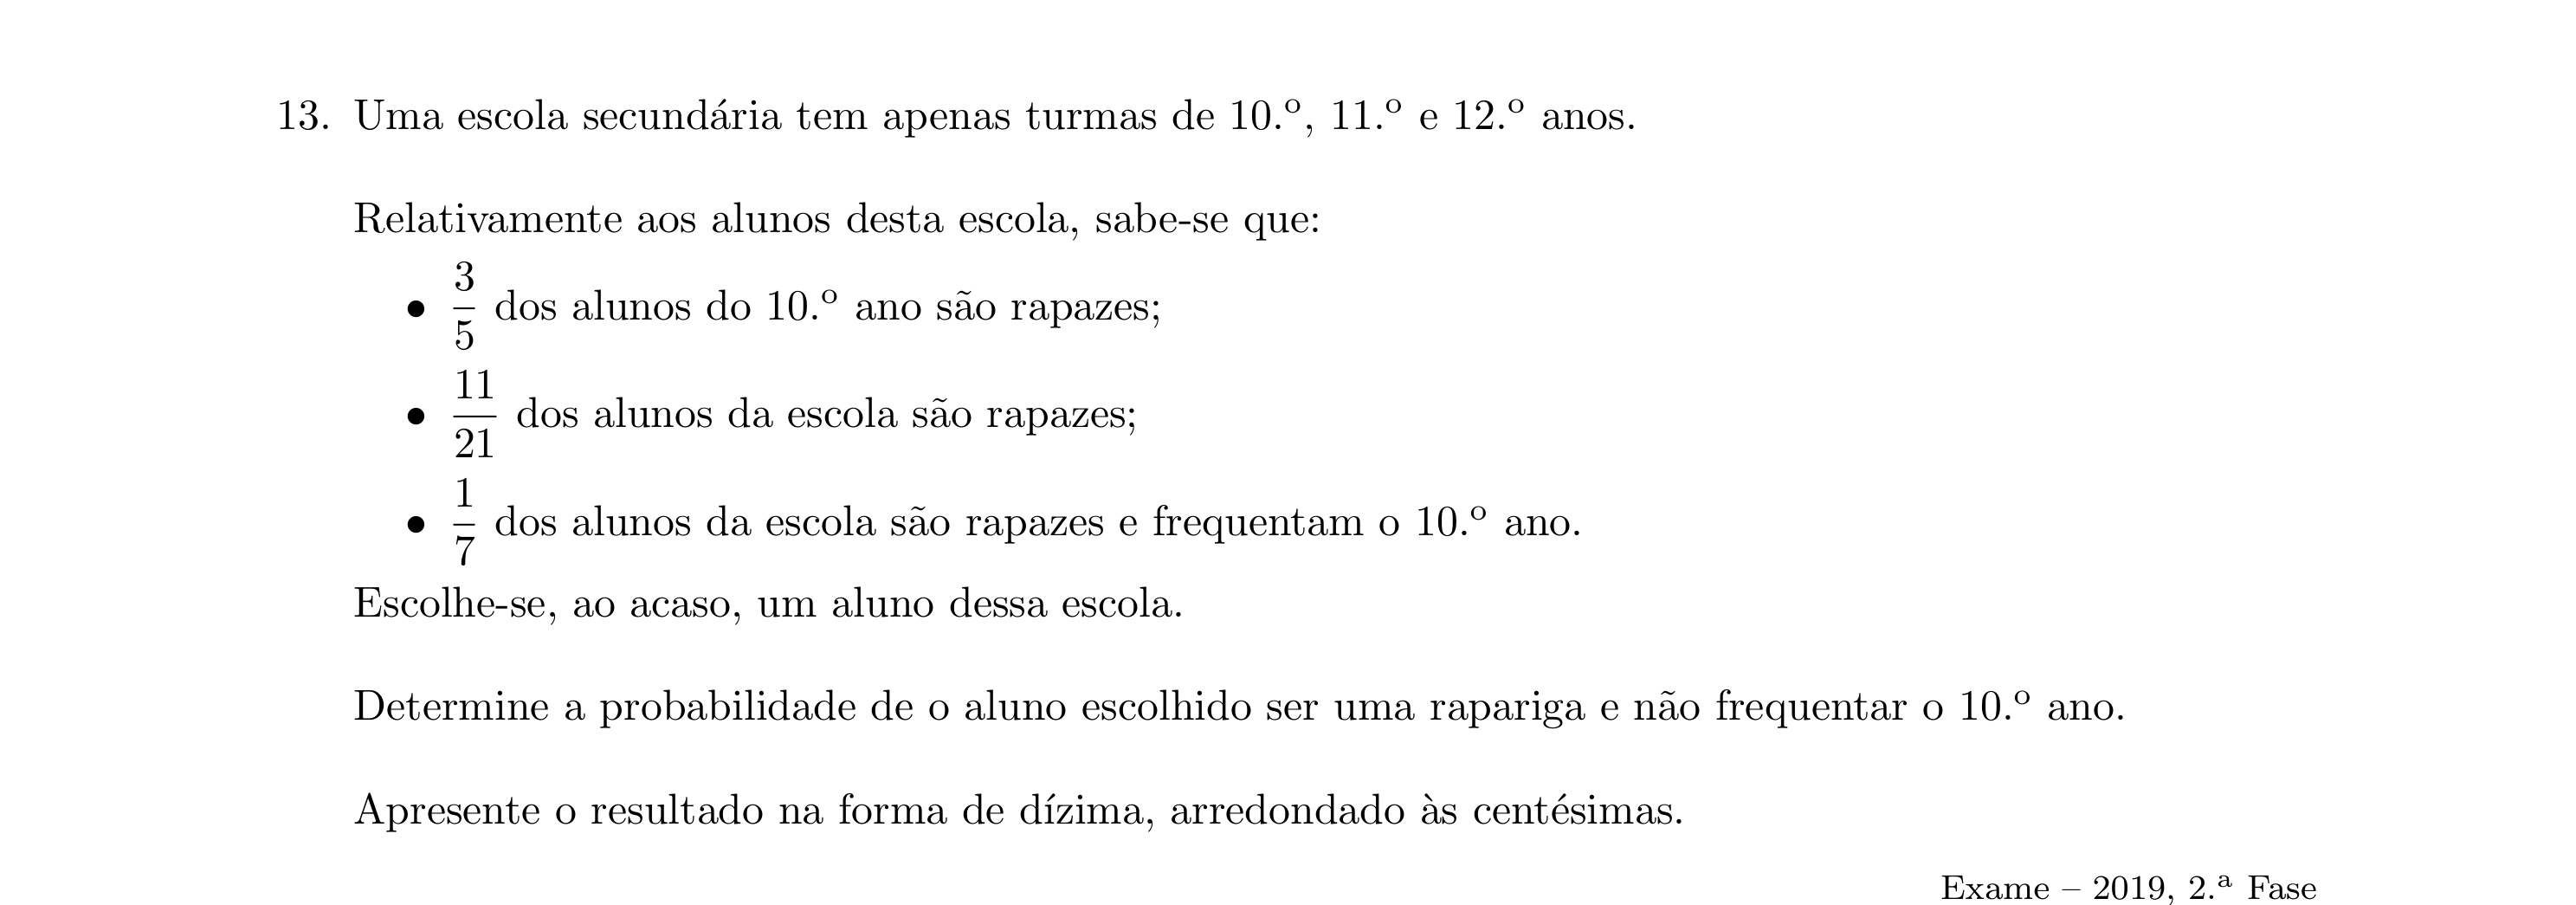 13. Uma escola secundária tem apenas turmas de 10.º, 11.º e 12.º anos.
Relativamente aos alunos desta escola, sabe-se que:
• 3/5 dos alunos do 10.º ano são rapazes;
• 11/21 dos alunos da escola são rapazes;
• 1/7 dos alunos da escola são rapazes e frequentam o 10.º ano.
Escolhe-se, ao acaso, um aluno dessa escola.
Determine a probabilidade de o aluno escolhido ser uma rapariga e não frequentar o 10.º ano.
Apresente o resultado na forma de dízima, arredondado às centésimas.
Exame – 2019, 2.ª Fase